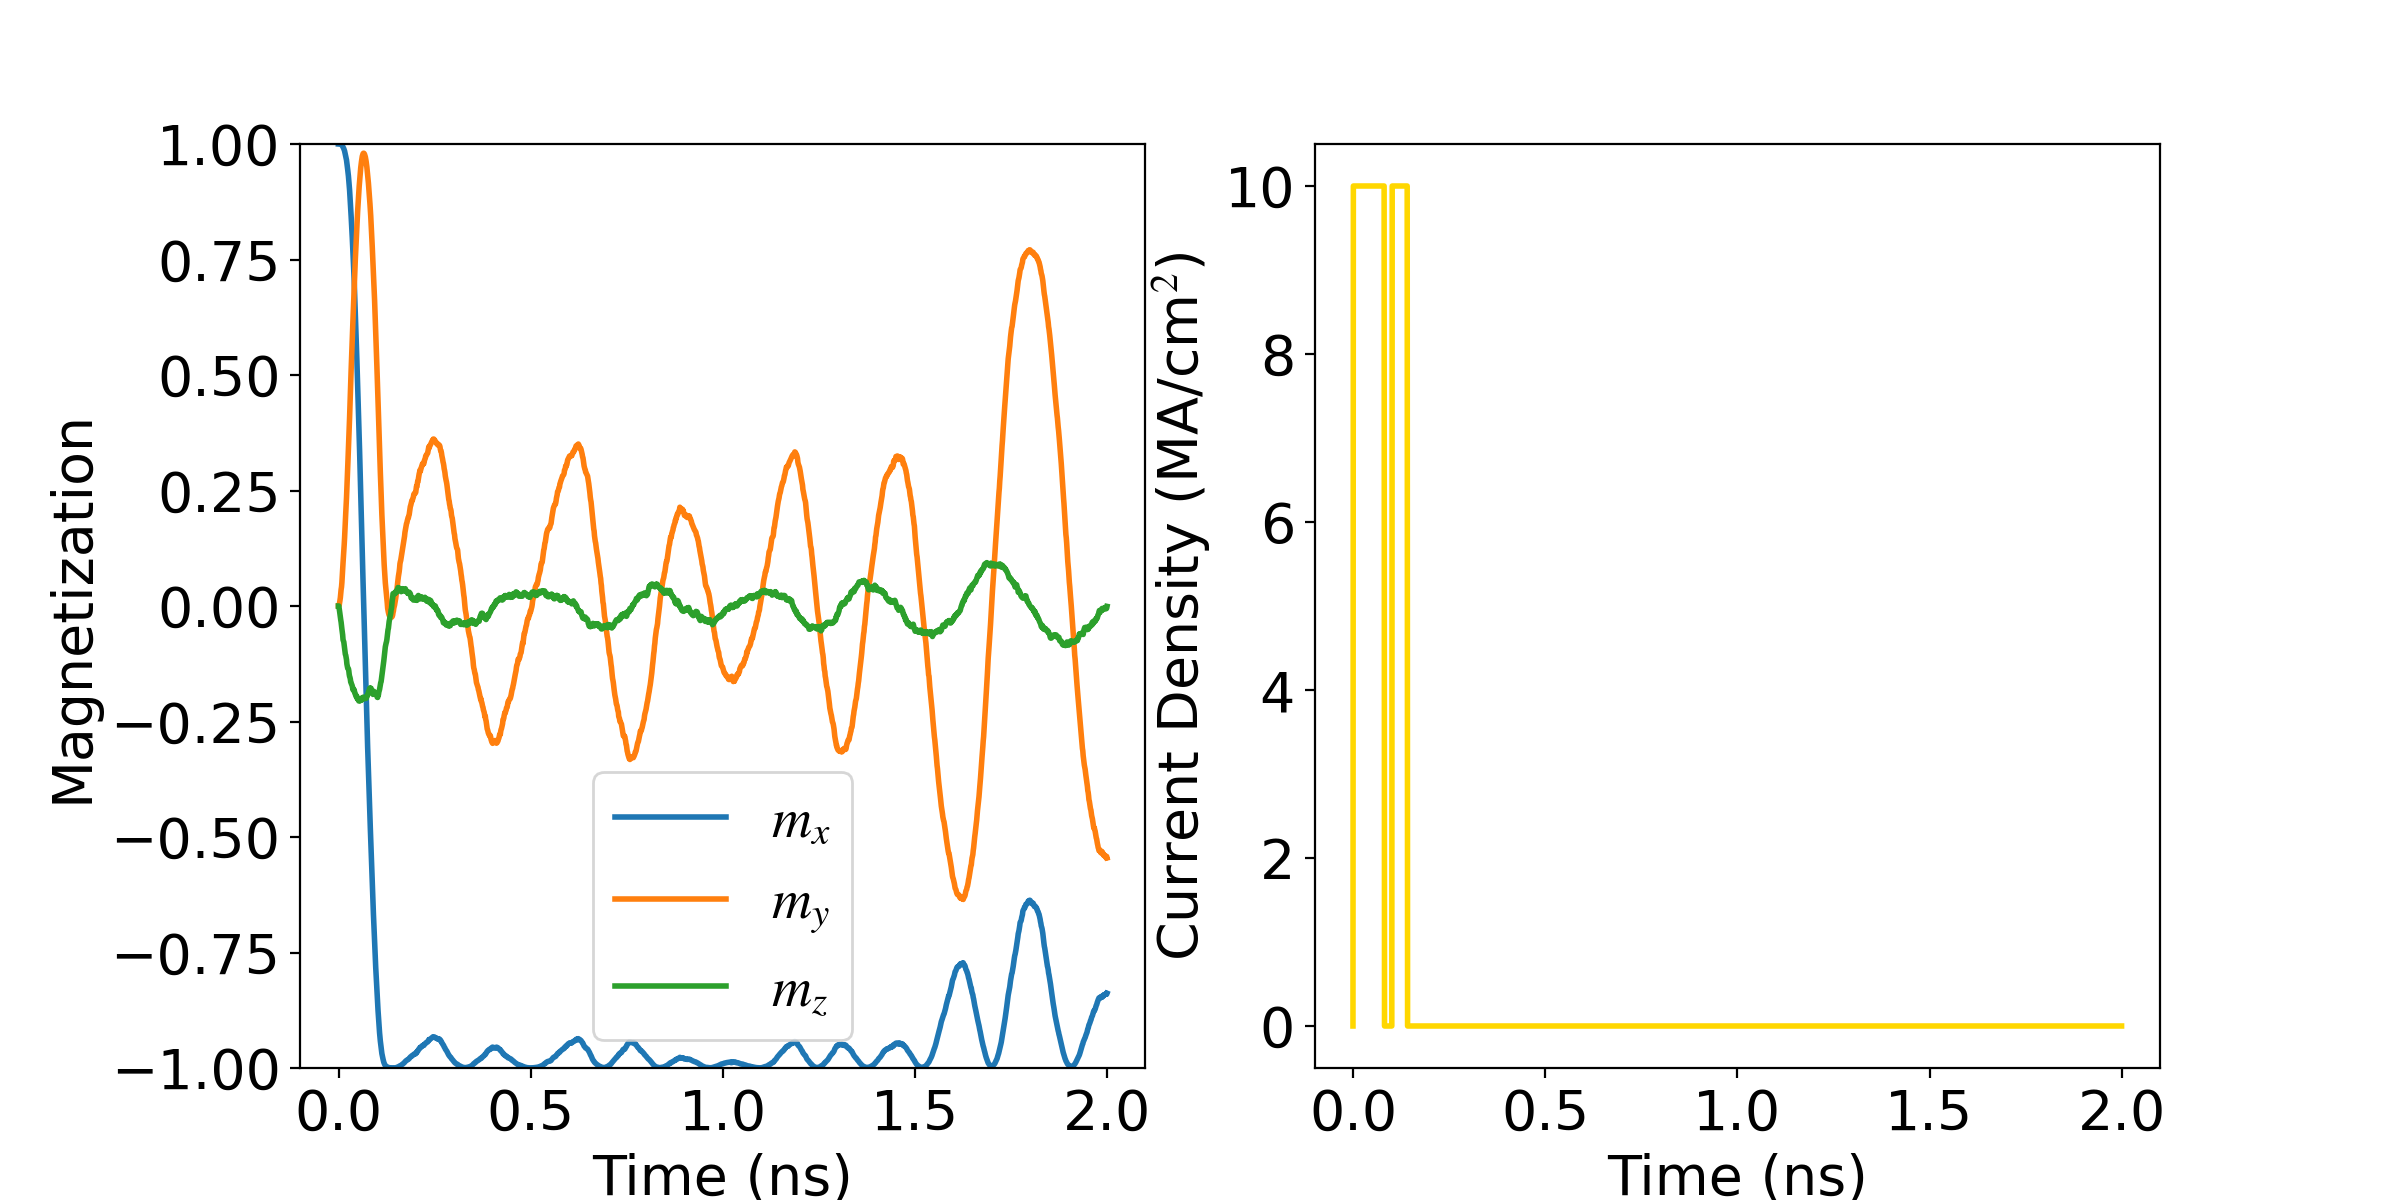 Magnetization
1.00
0.75
0.50
0.25
0.00
−0.25
−0.50
−0.75
−1.00
0.0 0.5 1.0 1.5 2.0
Time (ns)
m_x
m_y
m_z
Current Density (MA/cm²)
10
8
6
4
2
0
0.0 0.5 1.0 1.5 2.0
Time (ns)